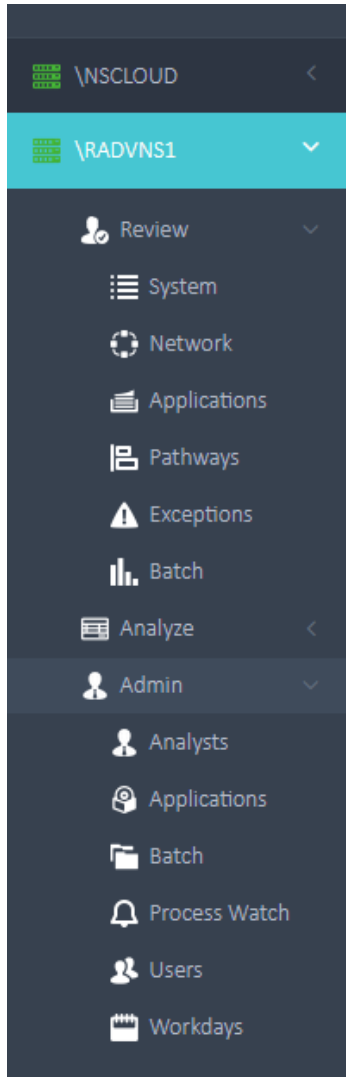 \NSCLOUD
\RADVNS1
Review
System
Network
Applications
Pathways
Exceptions
Batch
Analyze
Admin
Analysts
Applications
Batch
Process Watch
Users
Workdays